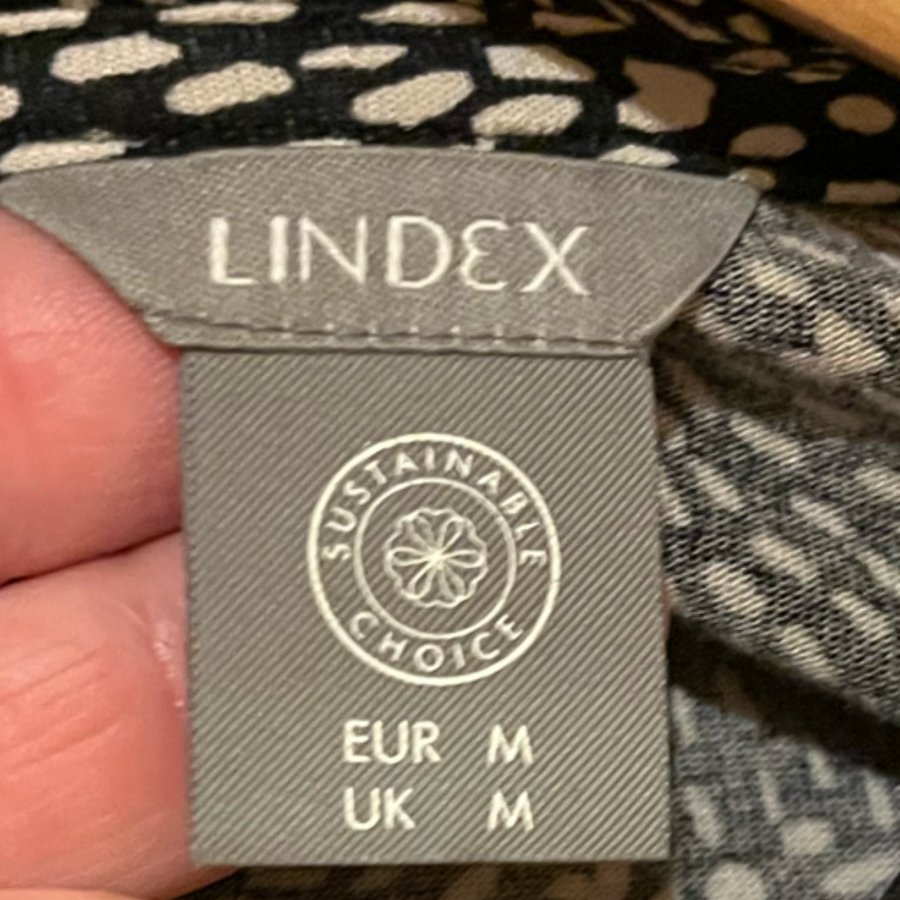 LINDEX
SUSTAINABLE
CHOICE
EUR M
UK M